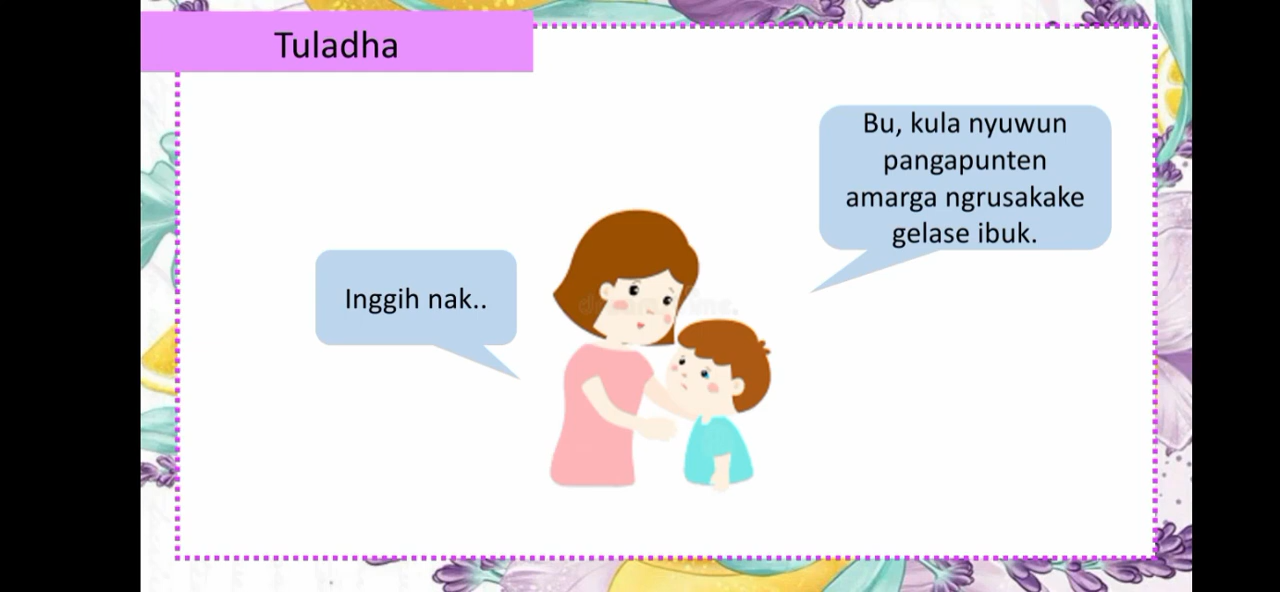 Tuladha
Bu, kula nyuwun
pangapunten
amarga ngrusakake
gelase ibuk.
Inggih nak..